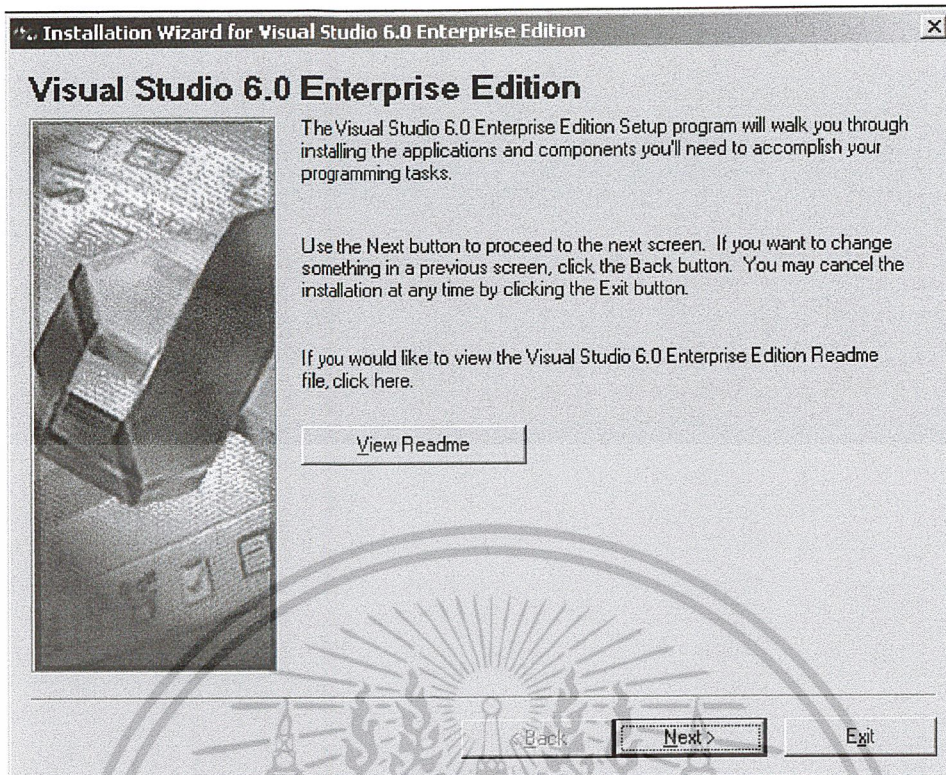 Installation Wizard for Visual Studio 6.0 Enterprise Edition
Visual Studio 6.0 Enterprise Edition
The Visual Studio 6.0 Enterprise Edition Setup program will walk you through
installing the applications and components you'll need to accomplish your
programming tasks.
Use the Next button to proceed to the next screen. If you want to change
something in a previous screen, click the Back button. You may cancel the
installation at any time by clicking the Exit button.
If you would like to view the Visual Studio 6.0 Enterprise Edition Readme
file, click here.
View Readme
< Back
Next >
Exit